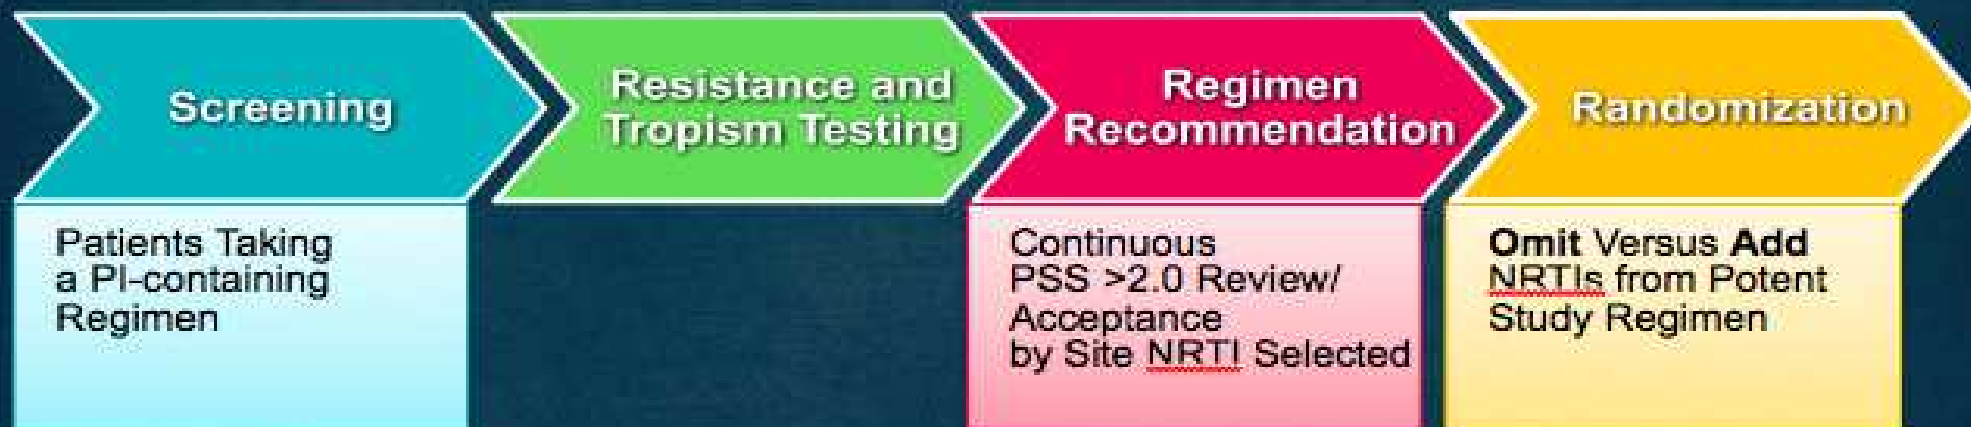 Screening
Resistance and
Tropism Testing
Regimen
Recommendation
Randomization
Patients Taking
a PI-containing
Regimen
Continuous
PSS >2.0 Review/
Acceptance
by Site NRTI Selected
Omit Versus Add
NRTIs from Potent
Study Regimen